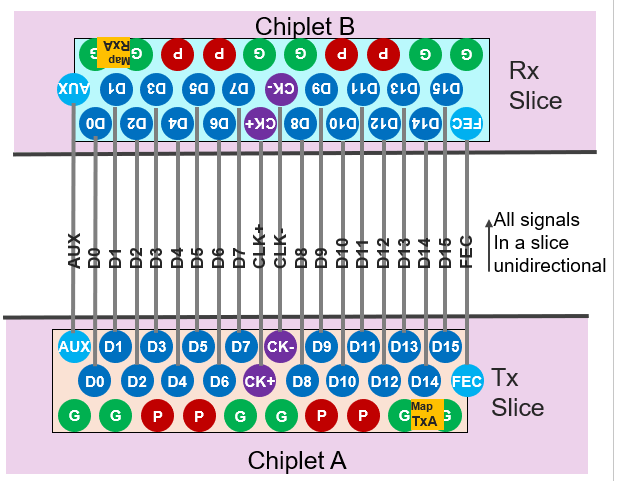 Chiplet B
G Map RxA G P P G G P P G G
AUX D1 D3 D5 D7 CK- D9 D11 D13 D15
D0 D2 D4 D6 CK+ D8 D10 D12 D14 FEC
Rx
Slice
AUX D0 D1 D2 D3 D4 D5 D6 D7 CLK+ CLK- D8 D9 D10 D11 D12 D13 D14 D15 FEC
All signals
In a slice
unidirectional
AUX D1 D3 D5 D7 CK- D9 D11 D13 D15
D0 D2 D4 D6 CK+ D8 D10 D12 D14 FEC
G G P P G G P P G Map TxA G
Tx
Slice
Chiplet A